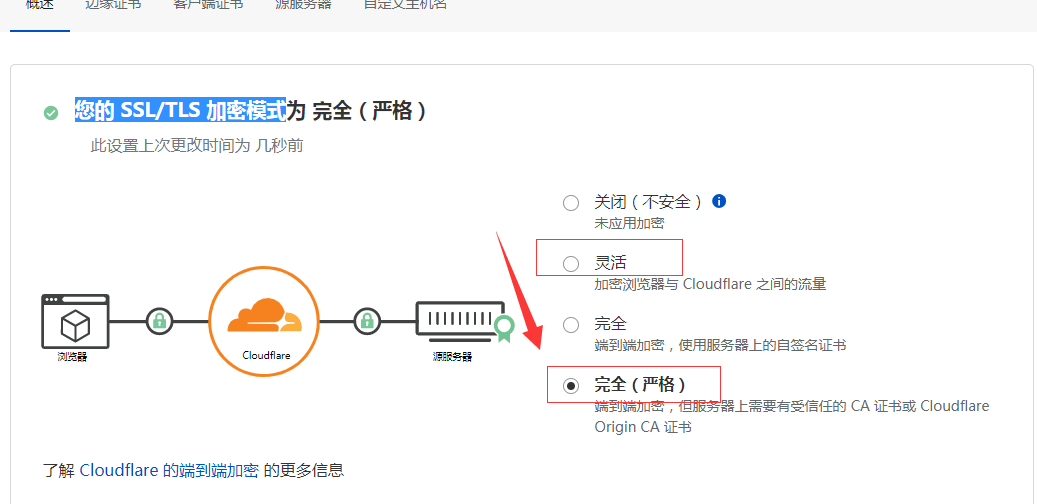 概述 边缘证书 客户端证书 源服务器 自定义主机名
您的 SSL/TLS 加密模式为 完全（严格）
此设置上次更改时间为 几秒前
关闭（不安全）
未应用加密
灵活
加密浏览器与 Cloudflare 之间的流量
完全
端到端加密，使用服务器上的自签名证书
完全（严格）
端到端加密，但服务器上需要有受信任的 CA 证书或 Cloudflare
Origin CA 证书
浏览器
Cloudflare
源服务器
了解 Cloudflare 的端到端加密 的更多信息